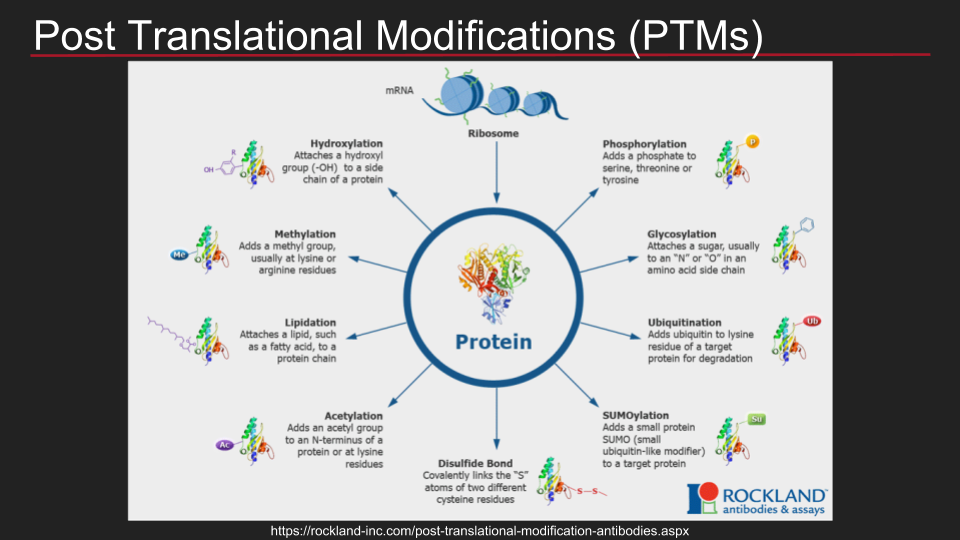 Post Translational Modifications (PTMs)
mRNA
Ribosome
Hydroxylation
Attaches a hydroxyl
group (-OH) to a side
chain of a protein
R
OH
Phosphorylation
Adds a phosphate to
serine, threonine or
tyrosine
P
Methylation
Adds a methyl group,
usually at lysine or
arginine residues
Me
Glycosylation
Attaches a sugar, usually
to an “N” or “O” in an
amino acid side chain
Protein
Lipidation
Attaches a lipid, such
as a fatty acid, to a
protein chain
Ubiquitination
Adds ubiquitin to lysine
residue of a target
protein for degradation
Ub
Acetylation
Adds an acetyl group
to an N-terminus of a
protein or at lysine
residues
Ac
Disulfide Bond
Covalently links the “S”
atoms of two different
cysteine residues
S-S
SUMOylation
Adds a small protein
SUMO (small
ubiquitin-like modifier)
to a target protein
Su
ROCKLAND™
antibodies & assays
https://rockland-inc.com/post-translational-modification-antibodies.aspx